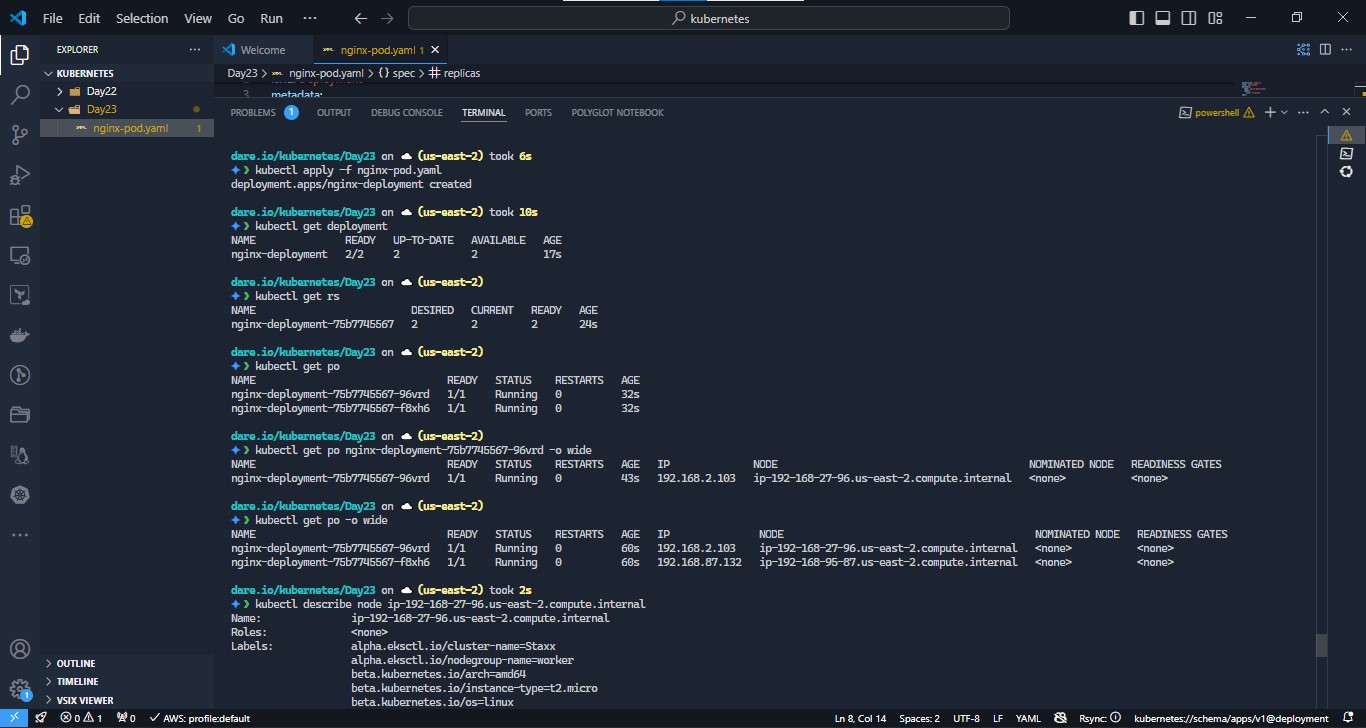 File Edit Selection View Go Run ··· kubernetes
EXPLORER ···
Welcome nginx-pod.yaml 1
KUBERNETES
Day22
Day23
nginx-pod.yaml 1
Day23 > nginx-pod.yaml > {} spec > # replicas
3 metadata:
PROBLEMS 1 OUTPUT DEBUG CONSOLE TERMINAL PORTS POLYGLOT NOTEBOOK powershell
dare.io/kubernetes/Day23 on (us-east-2) took 6s
kubectl apply -f nginx-pod.yaml
deployment.apps/nginx-deployment created
dare.io/kubernetes/Day23 on (us-east-2) took 10s
kubectl get deployment
NAME READY UP-TO-DATE AVAILABLE AGE
nginx-deployment 2/2 2 2 17s
dare.io/kubernetes/Day23 on (us-east-2)
kubectl get rs
NAME DESIRED CURRENT READY AGE
nginx-deployment-75b7745567 2 2 2 24s
dare.io/kubernetes/Day23 on (us-east-2)
kubectl get po
NAME READY STATUS RESTARTS AGE
nginx-deployment-75b7745567-96vrd 1/1 Running 0 32s
nginx-deployment-75b7745567-f8xh6 1/1 Running 0 32s
dare.io/kubernetes/Day23 on (us-east-2)
kubectl get po nginx-deployment-75b7745567-96vrd -o wide
NAME READY STATUS RESTARTS AGE IP NODE NOMINATED NODE READINESS GATES
nginx-deployment-75b7745567-96vrd 1/1 Running 0 43s 192.168.2.103 ip-192-168-27-96.us-east-2.compute.internal <none> <none>
dare.io/kubernetes/Day23 on (us-east-2)
kubectl get po -o wide
NAME READY STATUS RESTARTS AGE IP NODE NOMINATED NODE READINESS GATES
nginx-deployment-75b7745567-96vrd 1/1 Running 0 60s 192.168.2.103 ip-192-168-27-96.us-east-2.compute.internal <none> <none>
nginx-deployment-75b7745567-f8xh6 1/1 Running 0 60s 192.168.87.132 ip-192-168-95-87.us-east-2.compute.internal <none> <none>
dare.io/kubernetes/Day23 on (us-east-2) took 2s
kubectl describe node ip-192-168-27-96.us-east-2.compute.internal
Name: ip-192-168-27-96.us-east-2.compute.internal
Roles: <none>
Labels: alpha.eksctl.io/cluster-name=Staxx
alpha.eksctl.io/nodegroup-name=worker
beta.kubernetes.io/arch=amd64
beta.kubernetes.io/instance-type=t2.micro
beta.kubernetes.io/os=linux
OUTLINE
TIMELINE
VSIX VIEWER
1
0 1 0 AWS: profile:default Ln 8, Col 14 Spaces: 2 UTF-8 LF YAML Rsync: kubernetes://schema/apps/v1@deployment